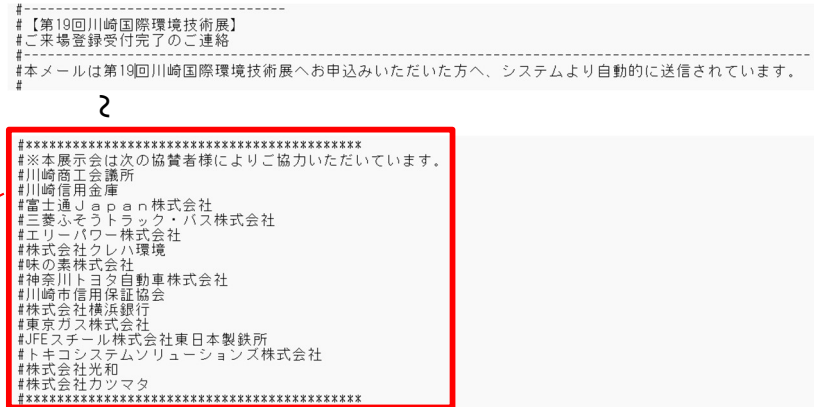 #---------------------------------
#【第19回川崎国際環境技術展】
#ご来場登録受付完了のご連絡
#----------------------------------------------------------------------------------------------------
#本メールは第19回川崎国際環境技術展へお申込みいただいた方へ、システムより自動的に送信されています。
#
~
#*******************************************
#※本展示会は次の協賛者様によりご協力いただいています。
#川崎商工会議所
#川崎信用金庫
#富士通Ｊａｐａｎ株式会社
#三菱ふそうトラック・バス株式会社
#エリーパワー株式会社
#株式会社クレハ環境
#味の素株式会社
#神奈川トヨタ自動車株式会社
#川崎市信用保証協会
#株式会社横浜銀行
#東京ガス株式会社
#JFEスチール株式会社東日本製鉄所
#トキコシステムソリューションズ株式会社
#株式会社光和
#株式会社カツマタ
#*******************************************